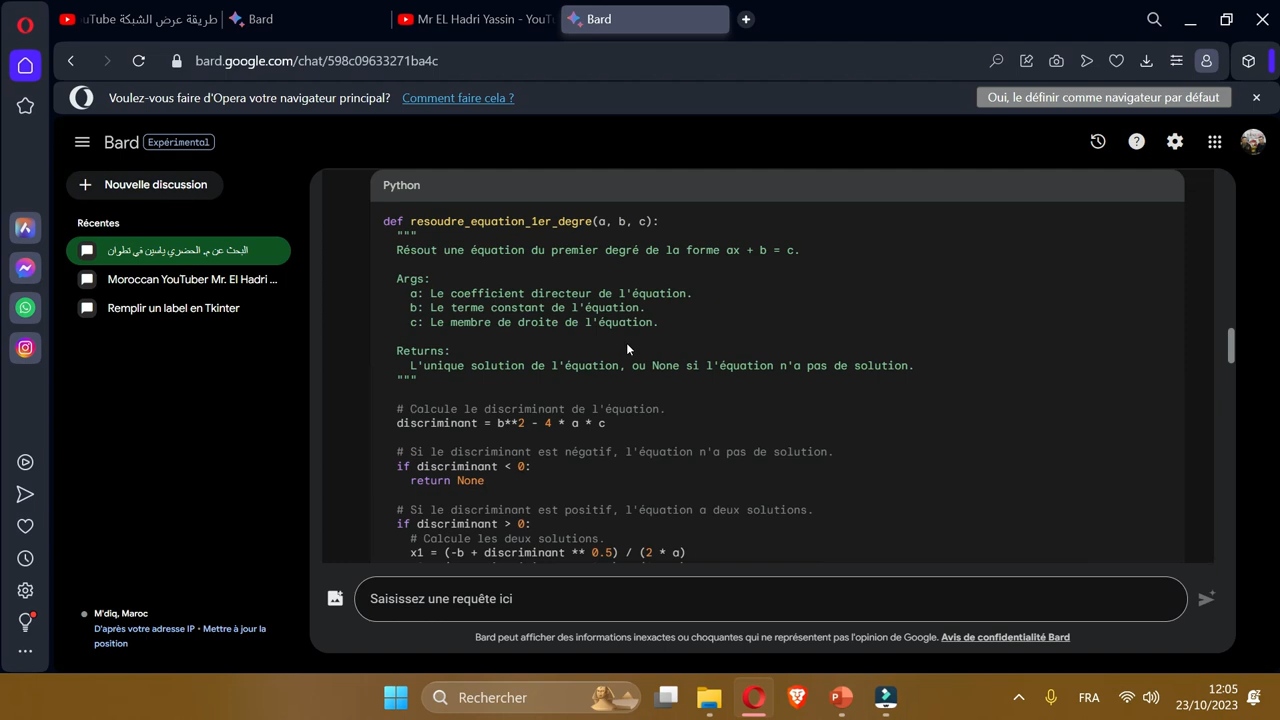 uTube طريقة عرض الشبكة
Bard
Mr EL Hadri Yassin - YouTu
Bard
bard.google.com/chat/598c09633271ba4c
Voulez-vous faire d'Opera votre navigateur principal?
Comment faire cela ?
Oui, le définir comme navigateur par défaut
Bard
Expérimental
Nouvelle discussion
Récentes
البحث عن م. الحضري ياسين في تطوان
Moroccan YouTuber Mr. El Hadri ...
Remplir un label en Tkinter
M'diq, Maroc
D'après votre adresse IP • Mettre à jour la
position
Python
def resoudre_equation_1er_degre(a, b, c):
"""
Résout une équation du premier degré de la forme ax + b = c.
Args:
a: Le coefficient directeur de l'équation.
b: Le terme constant de l'équation.
c: Le membre de droite de l'équation.
Returns:
L'unique solution de l'équation, ou None si l'équation n'a pas de solution.
"""
# Calcule le discriminant de l'équation.
discriminant = b**2 - 4 * a * c
# Si le discriminant est négatif, l'équation n'a pas de solution.
if discriminant < 0:
return None
# Si le discriminant est positif, l'équation a deux solutions.
if discriminant > 0:
# Calcule les deux solutions.
x1 = (-b + discriminant ** 0.5) / (2 * a)
Saisissez une requête ici
Bard peut afficher des informations inexactes ou choquantes qui ne représentent pas l'opinion de Google. Avis de confidentialité Bard
Rechercher
FRA
12:05
23/10/2023